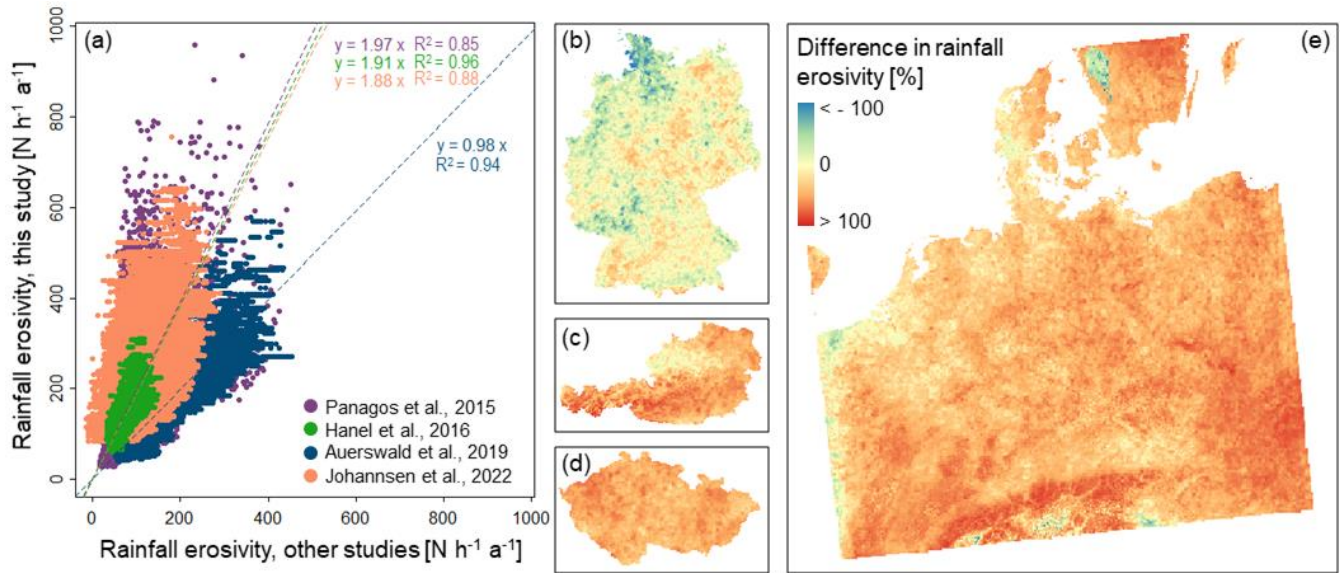 (a)
1000
800
600
400
200
0
Rainfall erosivity, this study [N h⁻¹ a⁻¹]
y = 1.97 x R² = 0.85
y = 1.91 x R² = 0.96
y = 1.88 x R² = 0.88
y = 0.98 x
R² = 0.94
Panagos et al., 2015
Hanel et al., 2016
Auerswald et al., 2019
Johannsen et al., 2022
0 200 400 600 800 1000
Rainfall erosivity, other studies [N h⁻¹ a⁻¹]
(b)
(c)
(d)
(e)
Difference in rainfall
erosivity [%]
< - 100
0
> 100